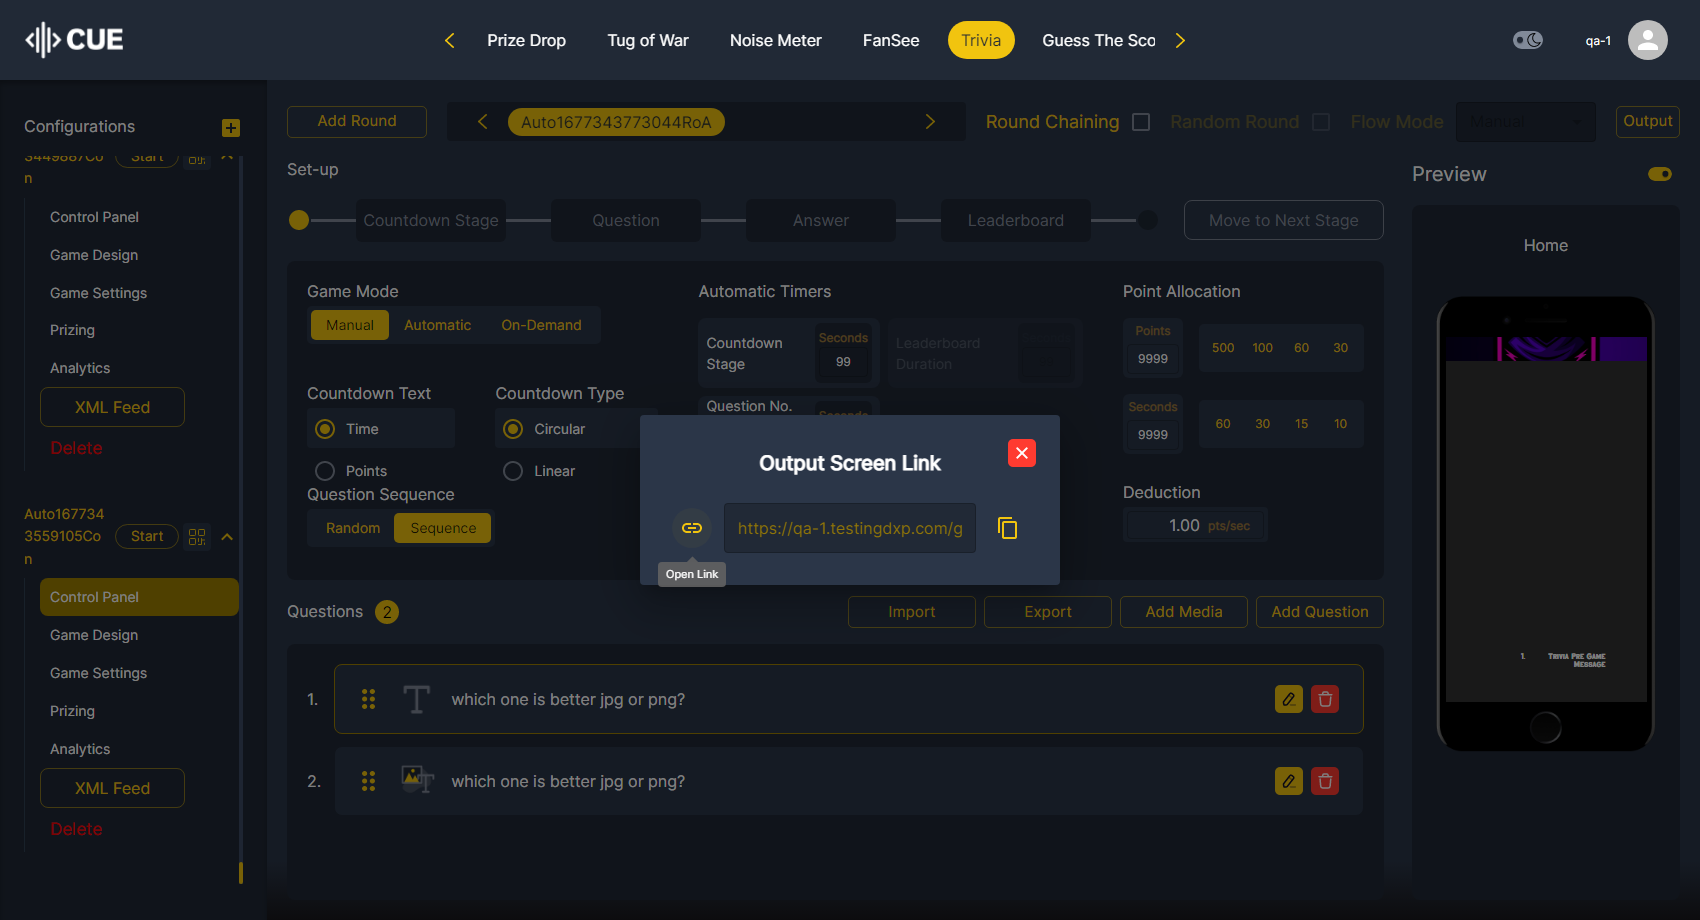 CUE
Prize Drop
Tug of War
Noise Meter
FanSee
Trivia
Guess The Sco
qa-1
Configurations
Start
n
Control Panel
Game Design
Game Settings
Prizing
Analytics
XML Feed
Delete
Auto167734
3559105Co
n
Start
Control Panel
Game Design
Game Settings
Prizing
Analytics
XML Feed
Delete
Add Round
Auto1677343773044RoA
Round Chaining
Random Round
Flow Mode
Manual
Output
Set-up
Countdown Stage
Question
Answer
Leaderboard
Move to Next Stage
Game Mode
Manual
Automatic
On-Demand
Countdown Text
Time
Points
Countdown Type
Circular
Linear
Question Sequence
Random
Sequence
Automatic Timers
Countdown
Stage
Seconds
99
Leaderboard
Duration
Question No.
Seconds
Point Allocation
Points
9999
500
100
60
30
Seconds
9999
60
30
15
10
Deduction
1.00 pts/sec
Output Screen Link
https://qa-1.testingdxp.com/g
Open Link
Questions 2
Import
Export
Add Media
Add Question
1.
which one is better jpg or png?
2.
which one is better jpg or png?
Preview
Home
1.
Trivia Pre Game
Message